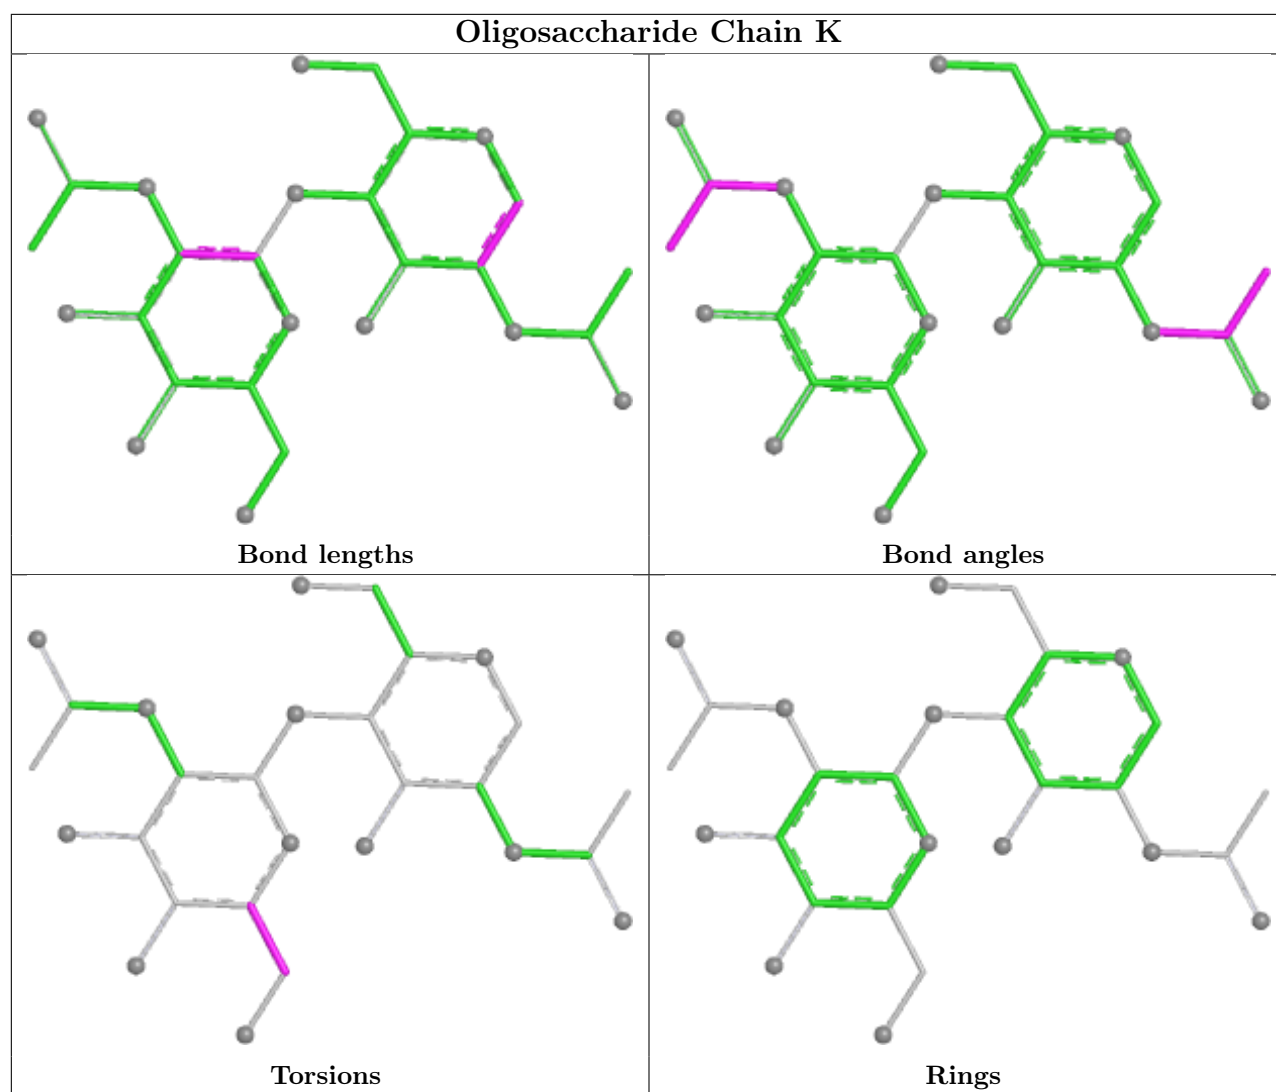 Oligosaccharide Chain K
Bond lengths
Bond angles
Torsions
Rings